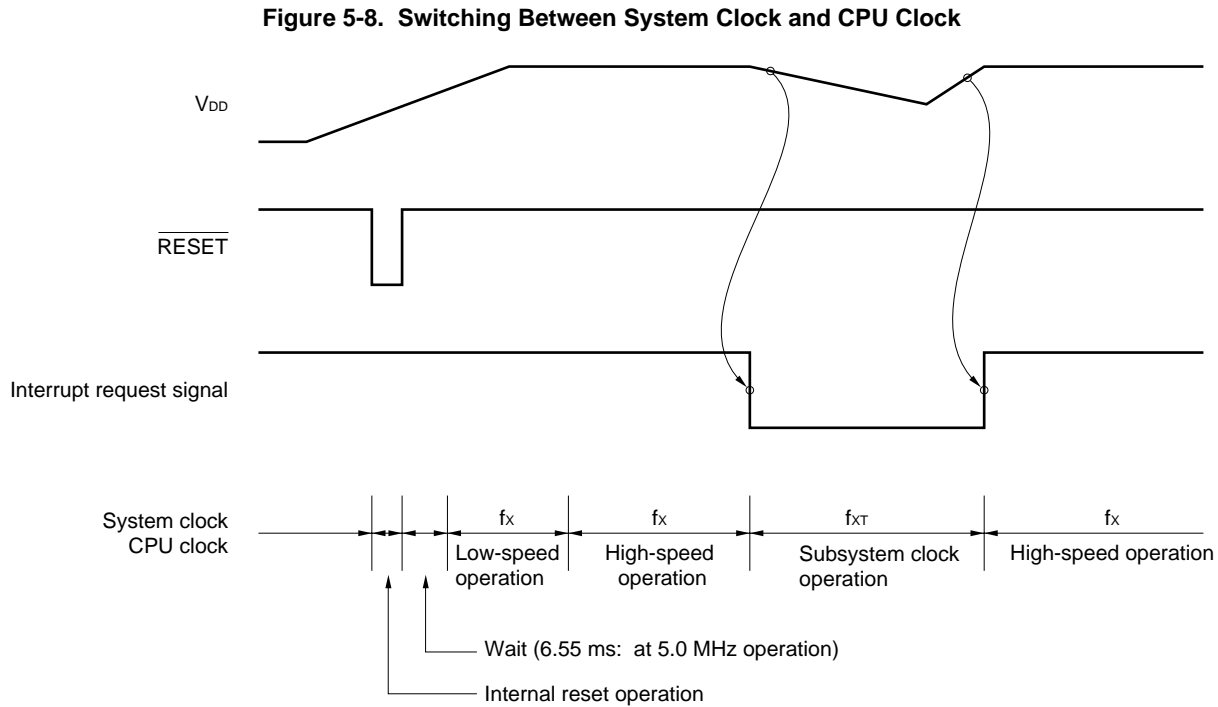 Figure 5-8. Switching Between System Clock and CPU Clock
VDD
RESET
Interrupt request signal
System clock
CPU clock
fX
fX
fXT
fX
Low-speed
operation
High-speed
operation
Subsystem clock
operation
High-speed operation
Wait (6.55 ms: at 5.0 MHz operation)
Internal reset operation